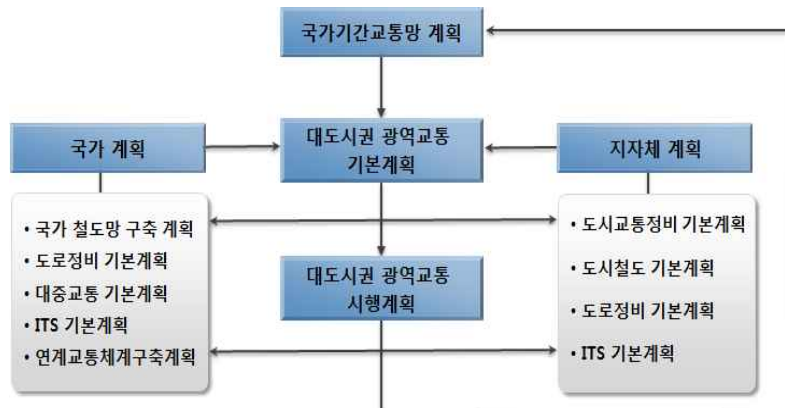 국가기간교통망 계획
국가 계획
대도시권 광역교통
기본계획
지자체 계획
• 국가 철도망 구축 계획
• 도로정비 기본계획
• 대중교통 기본계획
• ITS 기본계획
• 연계교통체계구축계획
대도시권 광역교통
시행계획
• 도시교통정비 기본계획
• 도시철도 기본계획
• 도로정비 기본계획
• ITS 기본계획